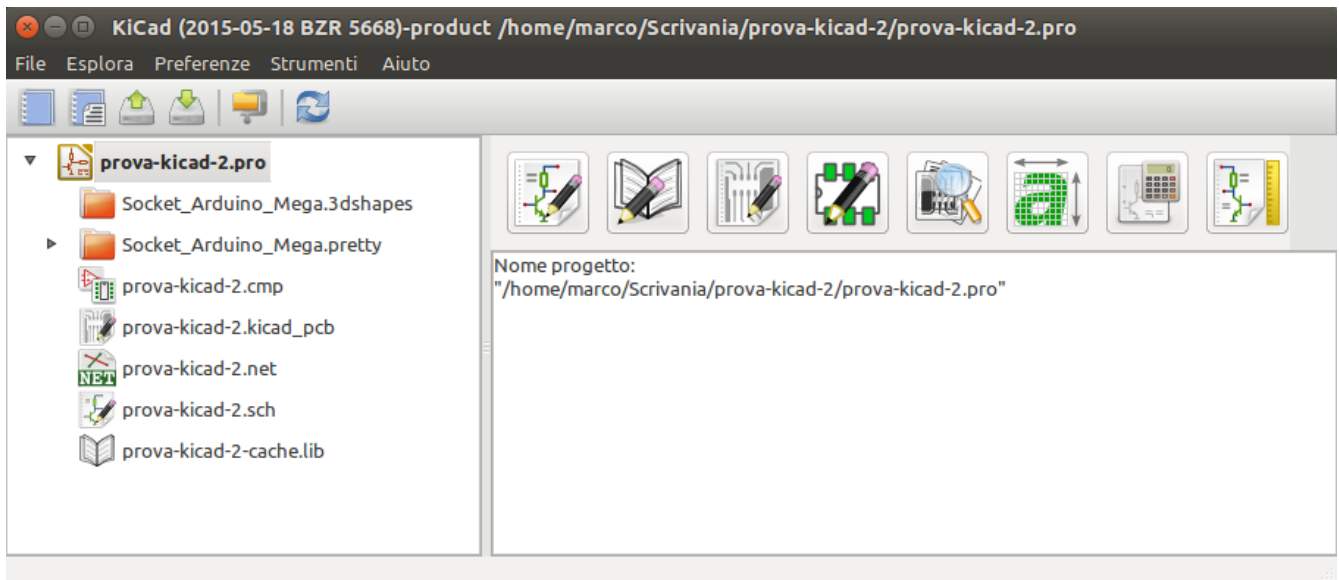 KiCad (2015-05-18 BZR 5668)-product /home/marco/Scrivania/prova-kicad-2/prova-kicad-2.pro
File Esplora Preferenze Strumenti Aiuto
prova-kicad-2.pro
Socket_Arduino_Mega.3dshapes
Socket_Arduino_Mega.pretty
prova-kicad-2.cmp
prova-kicad-2.kicad_pcb
NET prova-kicad-2.net
prova-kicad-2.sch
prova-kicad-2-cache.lib
a
Nome progetto:
"/home/marco/Scrivania/prova-kicad-2/prova-kicad-2.pro"